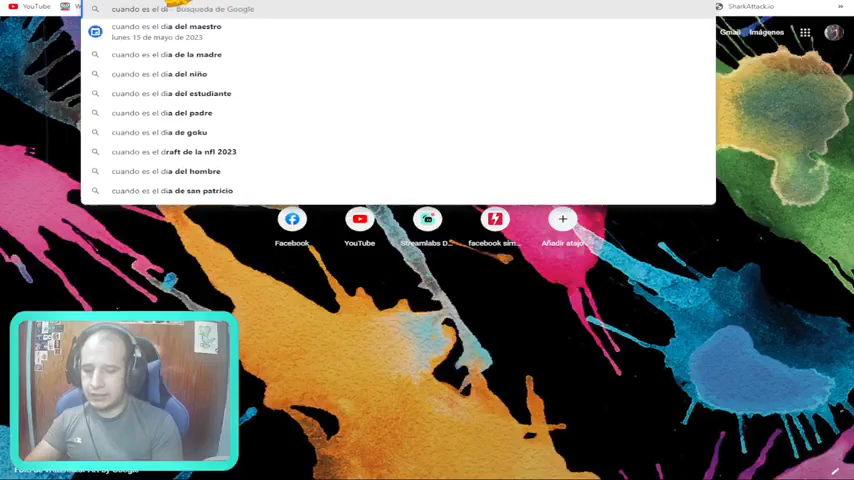 YouTube
SharkAttack.io
cuando es el di - Búsqueda de Google
cuando es el dia del maestro
lunes 15 de mayo de 2023
cuando es el dia de la madre
cuando es el dia del niño
cuando es el dia del estudiante
cuando es el dia del padre
cuando es el dia de goku
cuando es el draft de la nfl 2023
cuando es el dia del hombre
cuando es el dia de san patricio
Gmail Imágenes
Facebook YouTube Streamlabs D... facebook sim... Añadir atajo